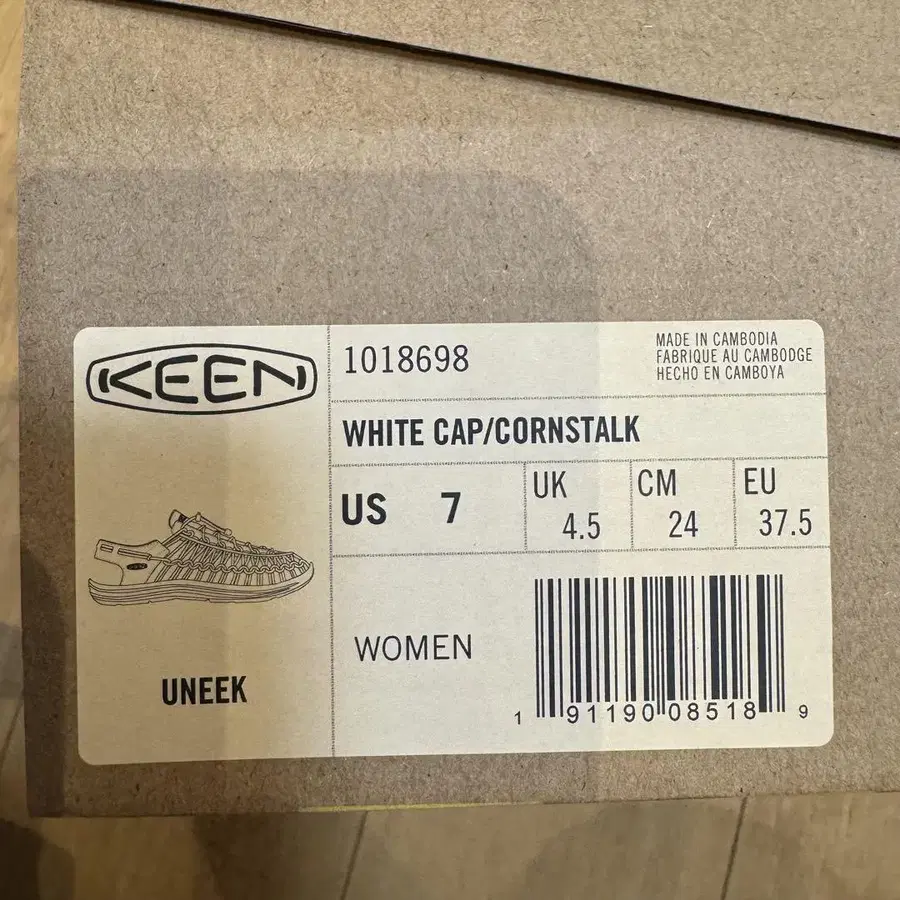 KEEN
1018698
MADE IN CAMBODIA
FABRIQUE AU CAMBODGE
HECHO EN CAMBOYA
WHITE CAP/CORNSTALK
US 7
UK 4.5
CM 24
EU 37.5
KEEN
UNEEK
WOMEN
1 91190 08518 9